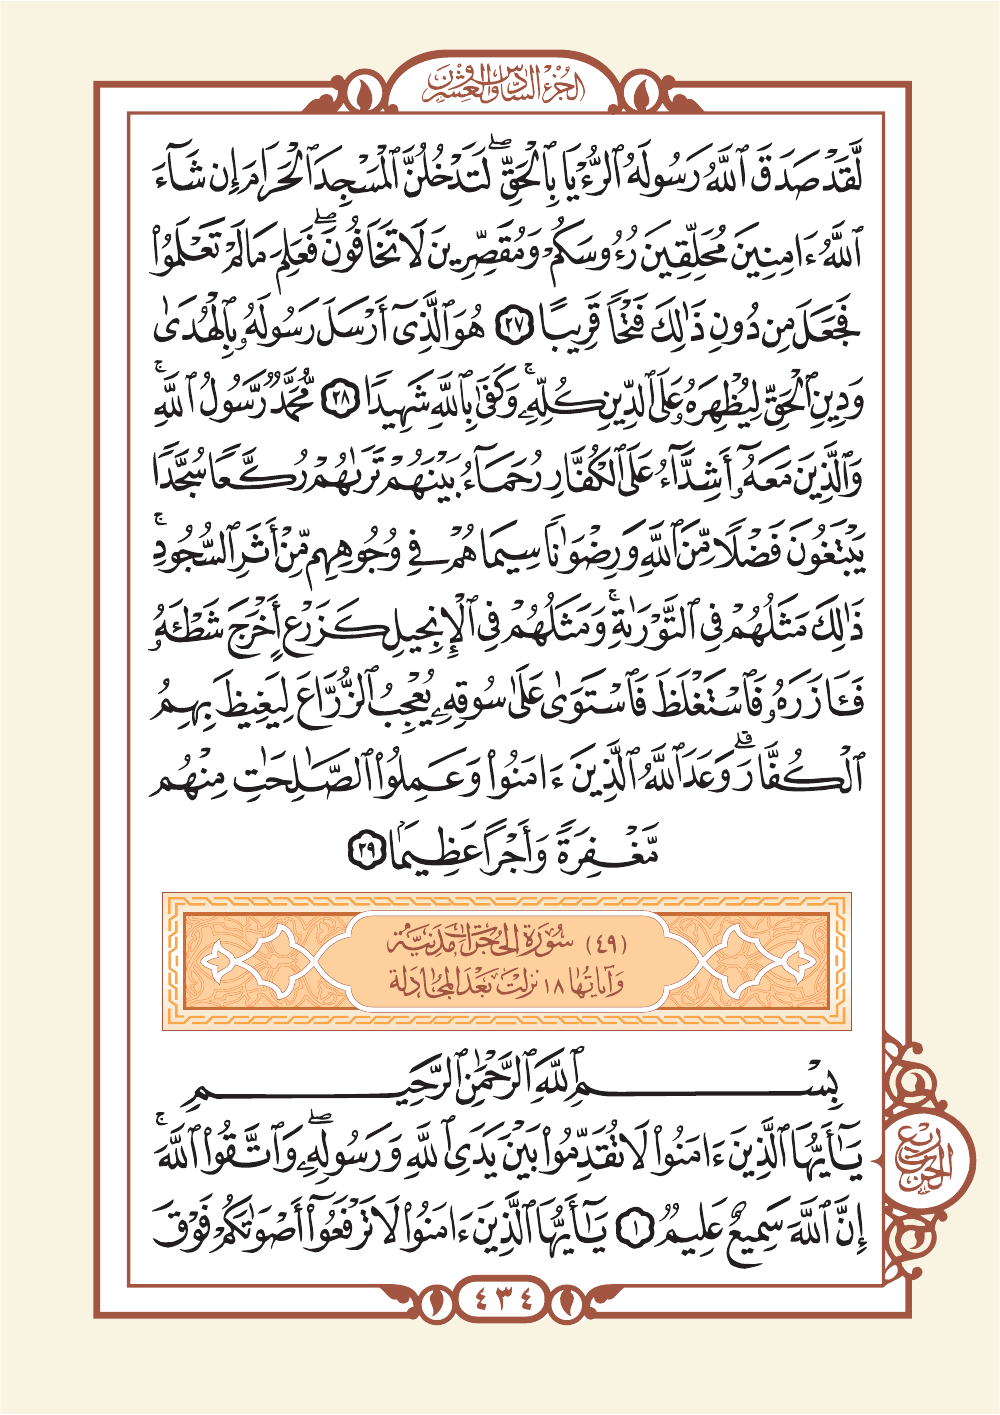 الجزء السادس والعشرون
لَّقَدْ صَدَقَ ٱللَّهُ رَسُولَهُ ٱلرُّءْيَا بِٱلْحَقِّ ۖ لَتَدْخُلُنَّ ٱلْمَسْجِدَ ٱلْحَرَامَ إِن شَآءَ
ٱللَّهُ ءَامِنِينَ مُحَلِّقِينَ رُءُوسَكُمْ وَمُقَصِّرِينَ لَا تَخَافُونَ ۖ فَعَلِمَ مَا لَمْ تَعْلَمُوا۟
فَجَعَلَ مِن دُونِ ذَٰلِكَ فَتْحًا قَرِيبًا ٢٧ هُوَ ٱلَّذِىٓ أَرْسَلَ رَسُولَهُۥ بِٱلْهُدَىٰ
وَدِينِ ٱلْحَقِّ لِيُظْهِرَهُۥ عَلَى ٱلدِّينِ كُلِّهِۦ ۚ وَكَفَىٰ بِٱللَّهِ شَهِيدًا ٢٨ مُّحَمَّدٌ رَّسُولُ ٱللَّهِ ۚ
وَٱلَّذِينَ مَعَهُۥٓ أَشِدَّآءُ عَلَى ٱلْكُفَّارِ رُحَمَآءُ بَيْنَهُمْ تَرَىٰهُمْ رُكَّعًا سُجَّدًا
يَبْتَغُونَ فَضْلًا مِّنَ ٱللَّهِ وَرِضْوَٰنًا سِيمَاهُمْ فِى وُجُوهِهِم مِّنْ أَثَرِ ٱلسُّجُودِ ۚ
ذَٰلِكَ مَثَلُهُمْ فِى ٱلتَّوْرَىٰةِ ۚ وَمَثَلُهُمْ فِى ٱلْإِنجِيلِ كَزَرْعٍ أَخْرَجَ شَطْـَٔهُۥ
فَـَٔازَرَهُۥ فَٱسْتَغْلَظَ فَٱسْتَوَىٰ عَلَىٰ سُوقِهِۦ يُعْجِبُ ٱلزُّرَّاعَ لِيَغِيظَ بِهِمُ
ٱلْكُفَّارَ ۗ وَعَدَ ٱللَّهُ ٱلَّذِينَ ءَامَنُوا۟ وَعَمِلُوا۟ ٱلصَّـٰلِحَـٰتِ مِنْهُم
مَّغْفِرَةً وَأَجْرًا عَظِيمًۢا ٢٩
(٤٩) سُورَة الحُجُرَات مَدَنِيَّة
وَآيَاتُهَا ١٨ نزلت بَعْدَ المُجَادلة
بِسْمِ ٱللَّهِ ٱلرَّحْمَٰنِ ٱلرَّحِيمِ
يَـٰٓأَيُّهَا ٱلَّذِينَ ءَامَنُوا۟ لَا تُقَدِّمُوا۟ بَيْنَ يَدَىِ ٱللَّهِ وَرَسُولِهِۦ ۖ وَٱتَّقُوا۟ ٱللَّهَ ۚ
إِنَّ ٱللَّهَ سَمِيعٌ عَلِيمٌ ١ يَـٰٓأَيُّهَا ٱلَّذِينَ ءَامَنُوا۟ لَا تَرْفَعُوٓا۟ أَصْوَٰتَكُمْ فَوْقَ
ربع
الحزب
٤٣٤